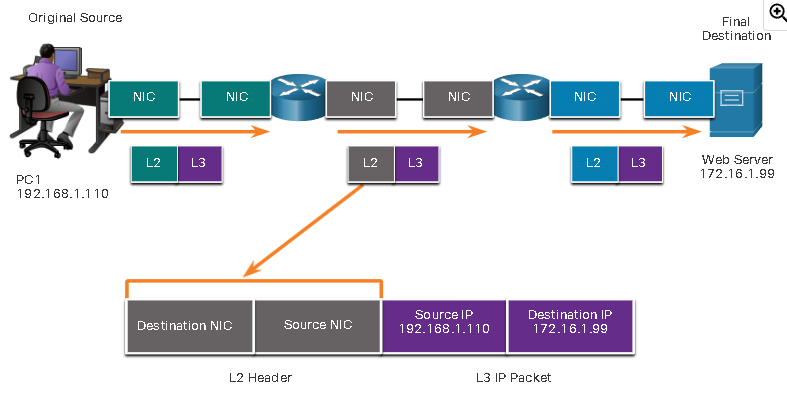 Original Source
Final
Destination
NIC
NIC
NIC
NIC
NIC
NIC
L2
L3
L2
L3
L2
L3
PC1
192.168.1.110
Web Server
172.16.1.99
Destination NIC
Source NIC
Source IP
192.168.1.110
Destination IP
172.16.1.99
L2 Header
L3 IP Packet